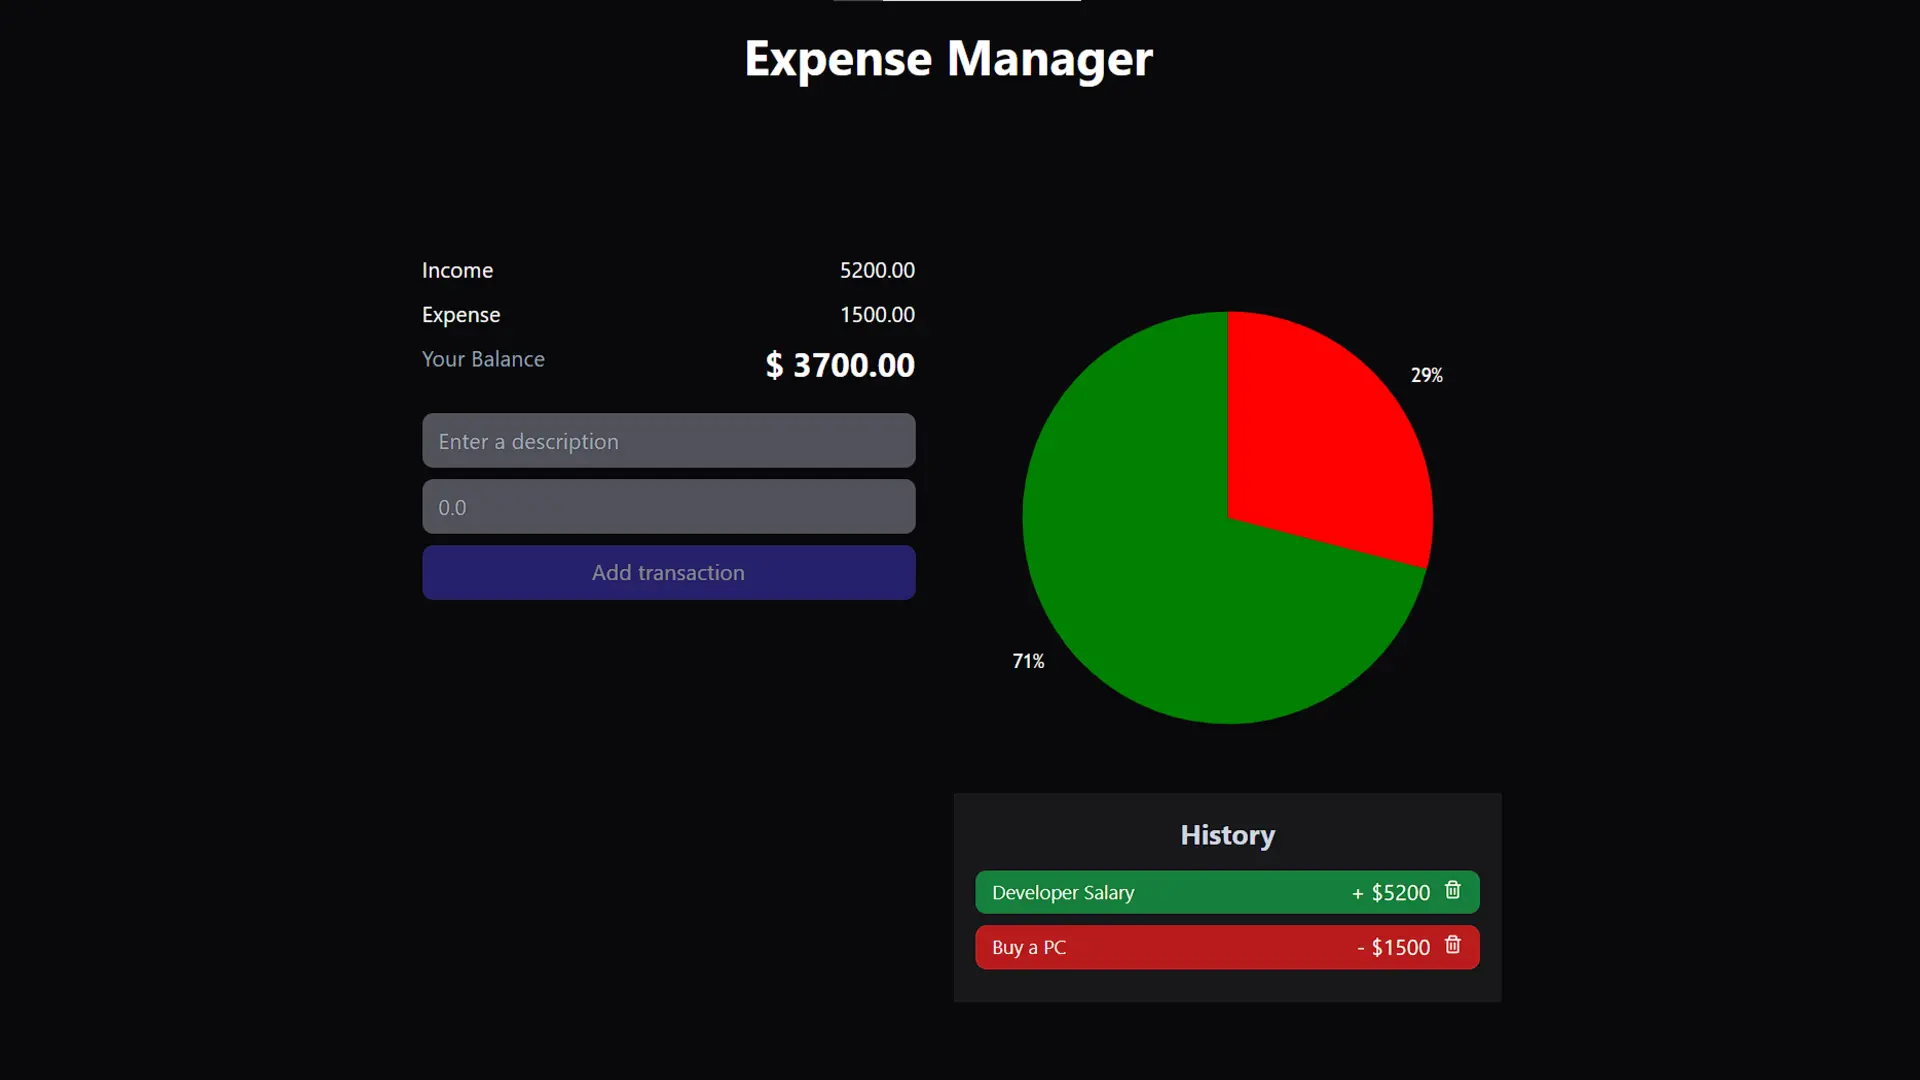 Expense Manager
Income 5200.00
Expense 1500.00
Your Balance $ 3700.00
Enter a description
0.0
Add transaction
29%
71%
History
Developer Salary + $5200
Buy a PC - $1500